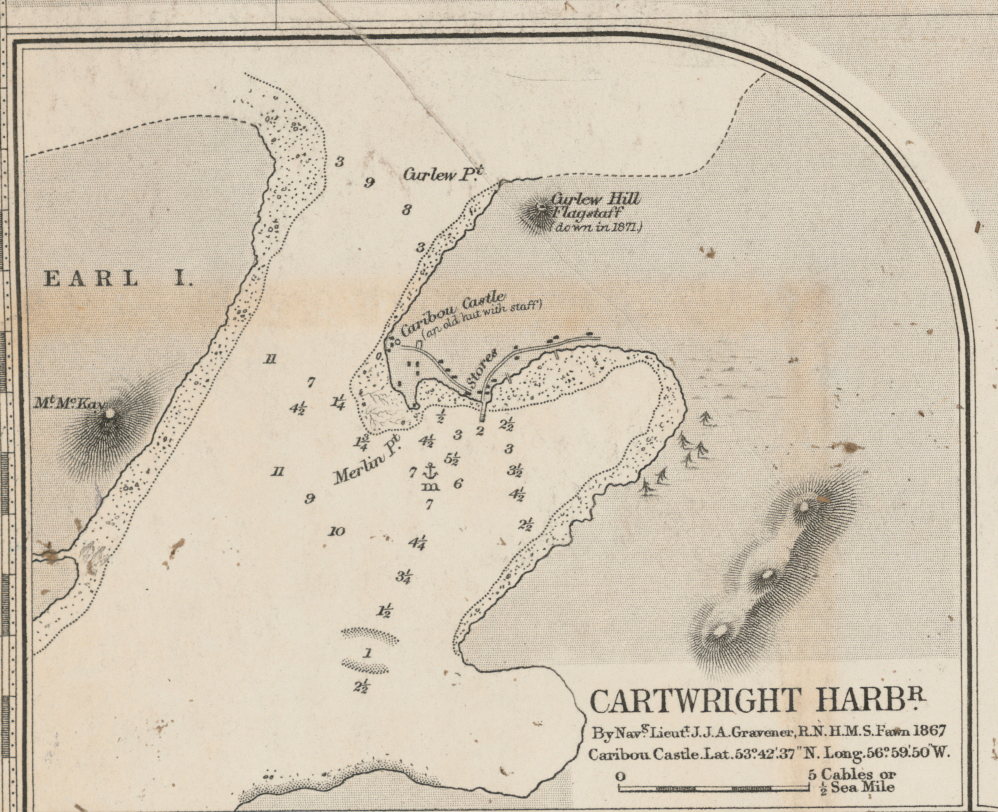 3
9
Curlew Pt.
8
Curlew Hill
Flagstaff
(down in 1871.)
3
EARL I.
Caribou Castle
(an old hut with staff)
11
Stores
7
Mt. McKay
4½
1¼
½
2½
1¾
4½
3
2
3
Merlin Pt.
5½
11
7
3½
m
6
4½
9
7
2½
10
4¼
3¼
1½
1
2½
CARTWRIGHT HARBR.
By Navg. Lieut. J.J.A. Gravener, R.N. H.M.S. Fawn 1867
Caribou Castle. Lat. 53°. 42'. 37" N. Long. 56°. 59'. 50" W.
0 5 Cables or
½ Sea Mile